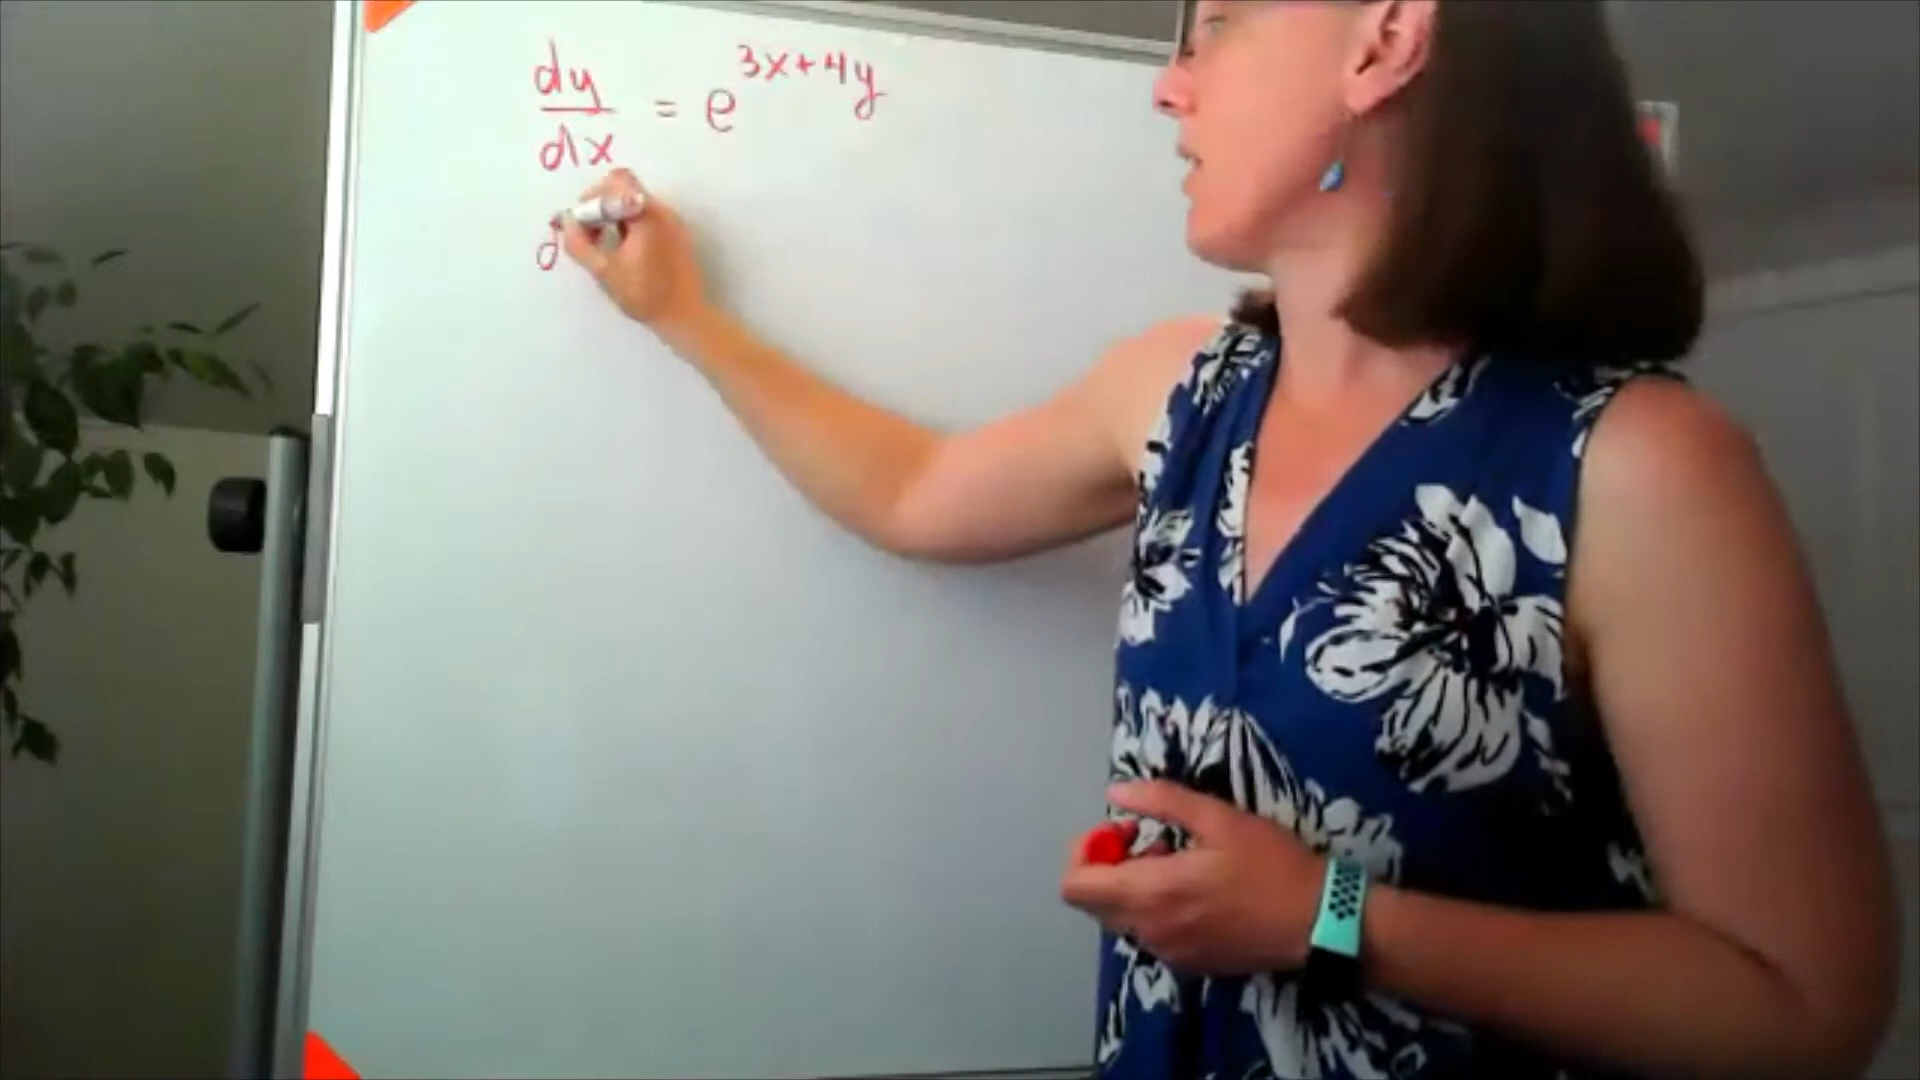 dy/dx = e^{3x+4y}
d